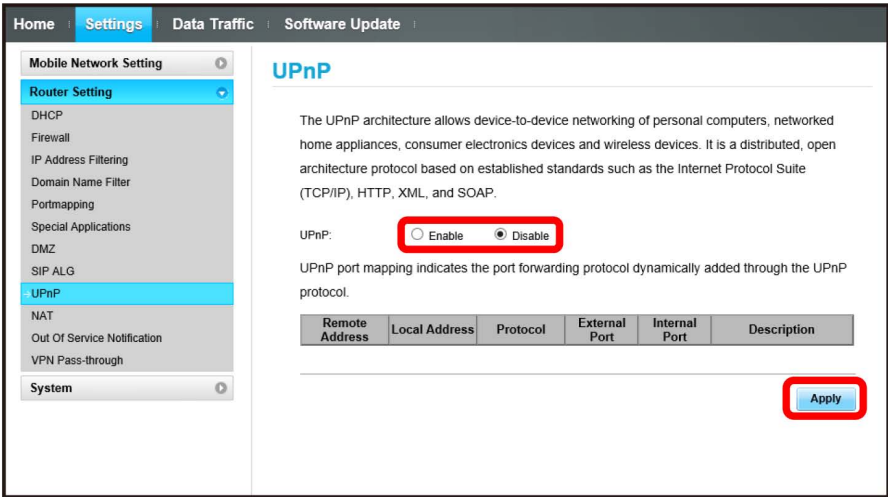 Home Settings Data Traffic Software Update
Mobile Network Setting
Router Setting
DHCP
Firewall
IP Address Filtering
Domain Name Filter
Portmapping
Special Applications
DMZ
SIP ALG
UPnP
NAT
Out Of Service Notification
VPN Pass-through
System
UPnP
The UPnP architecture allows device-to-device networking of personal computers, networked
home appliances, consumer electronics devices and wireless devices. It is a distributed, open
architecture protocol based on established standards such as the Internet Protocol Suite
(TCP/IP), HTTP, XML, and SOAP.
UPnP: Enable Disable
UPnP port mapping indicates the port forwarding protocol dynamically added through the UPnP
protocol.
Remote Address Local Address Protocol External Port Internal Port Description
Apply